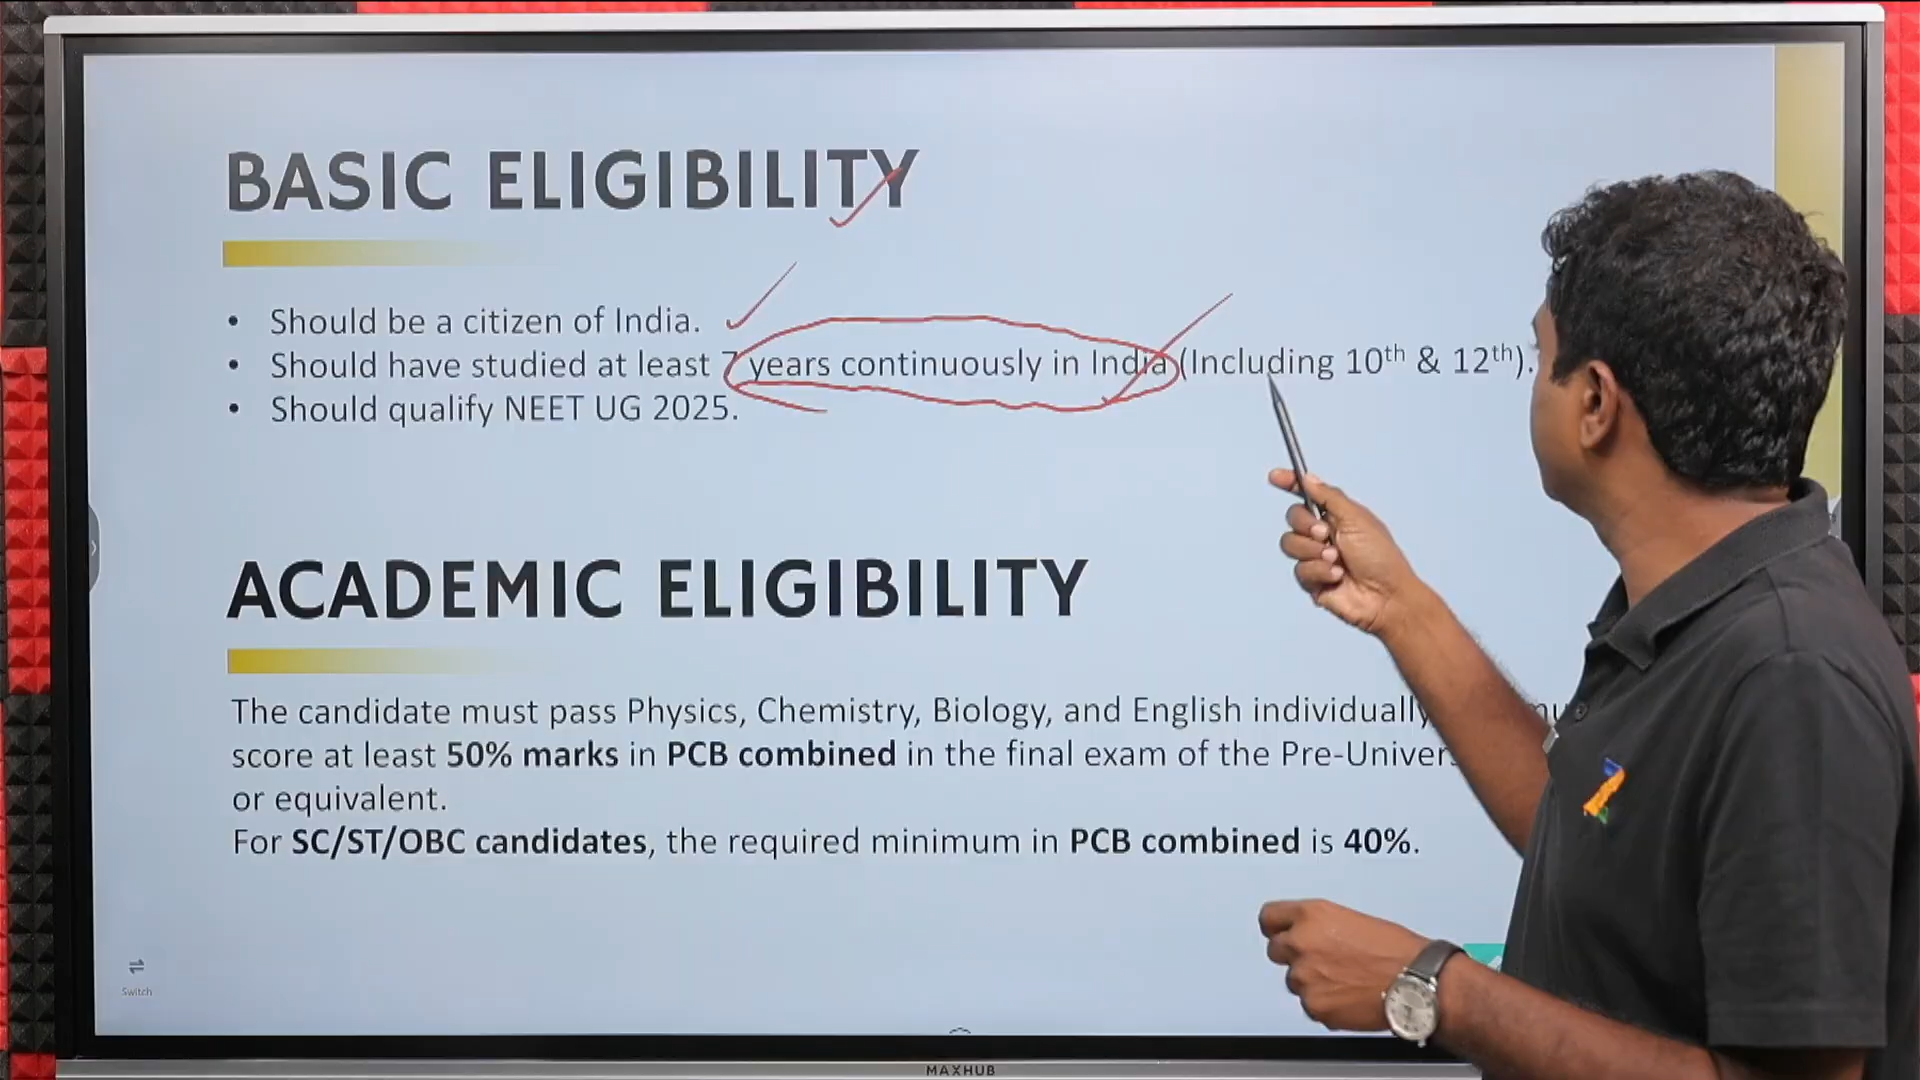 BASIC ELIGIBILITY
• Should be a citizen of India.
• Should have studied at least 7 years continuously in India (Including 10th & 12th).
• Should qualify NEET UG 2025.
ACADEMIC ELIGIBILITY
The candidate must pass Physics, Chemistry, Biology, and English individually
score at least 50% marks in PCB combined in the final exam of the
or equivalent.
For SC/ST/OBC candidates, the required minimum in PCB combined is 40%.
Switch
MAXHUB